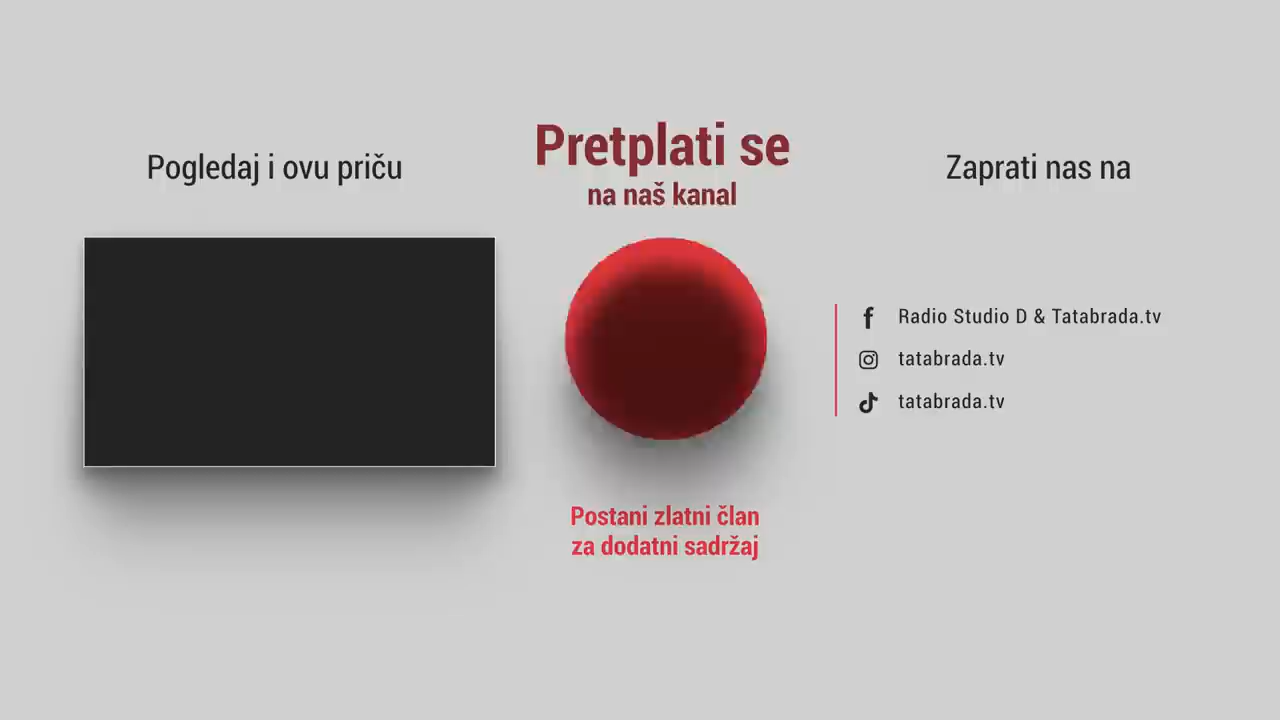 Pogledaj i ovu priču
Pretplati se
na naš kanal
Postani zlatni član
za dodatni sadržaj
Zaprati nas na
Radio Studio D & Tatabrada.tv
tatabrada.tv
tatabrada.tv